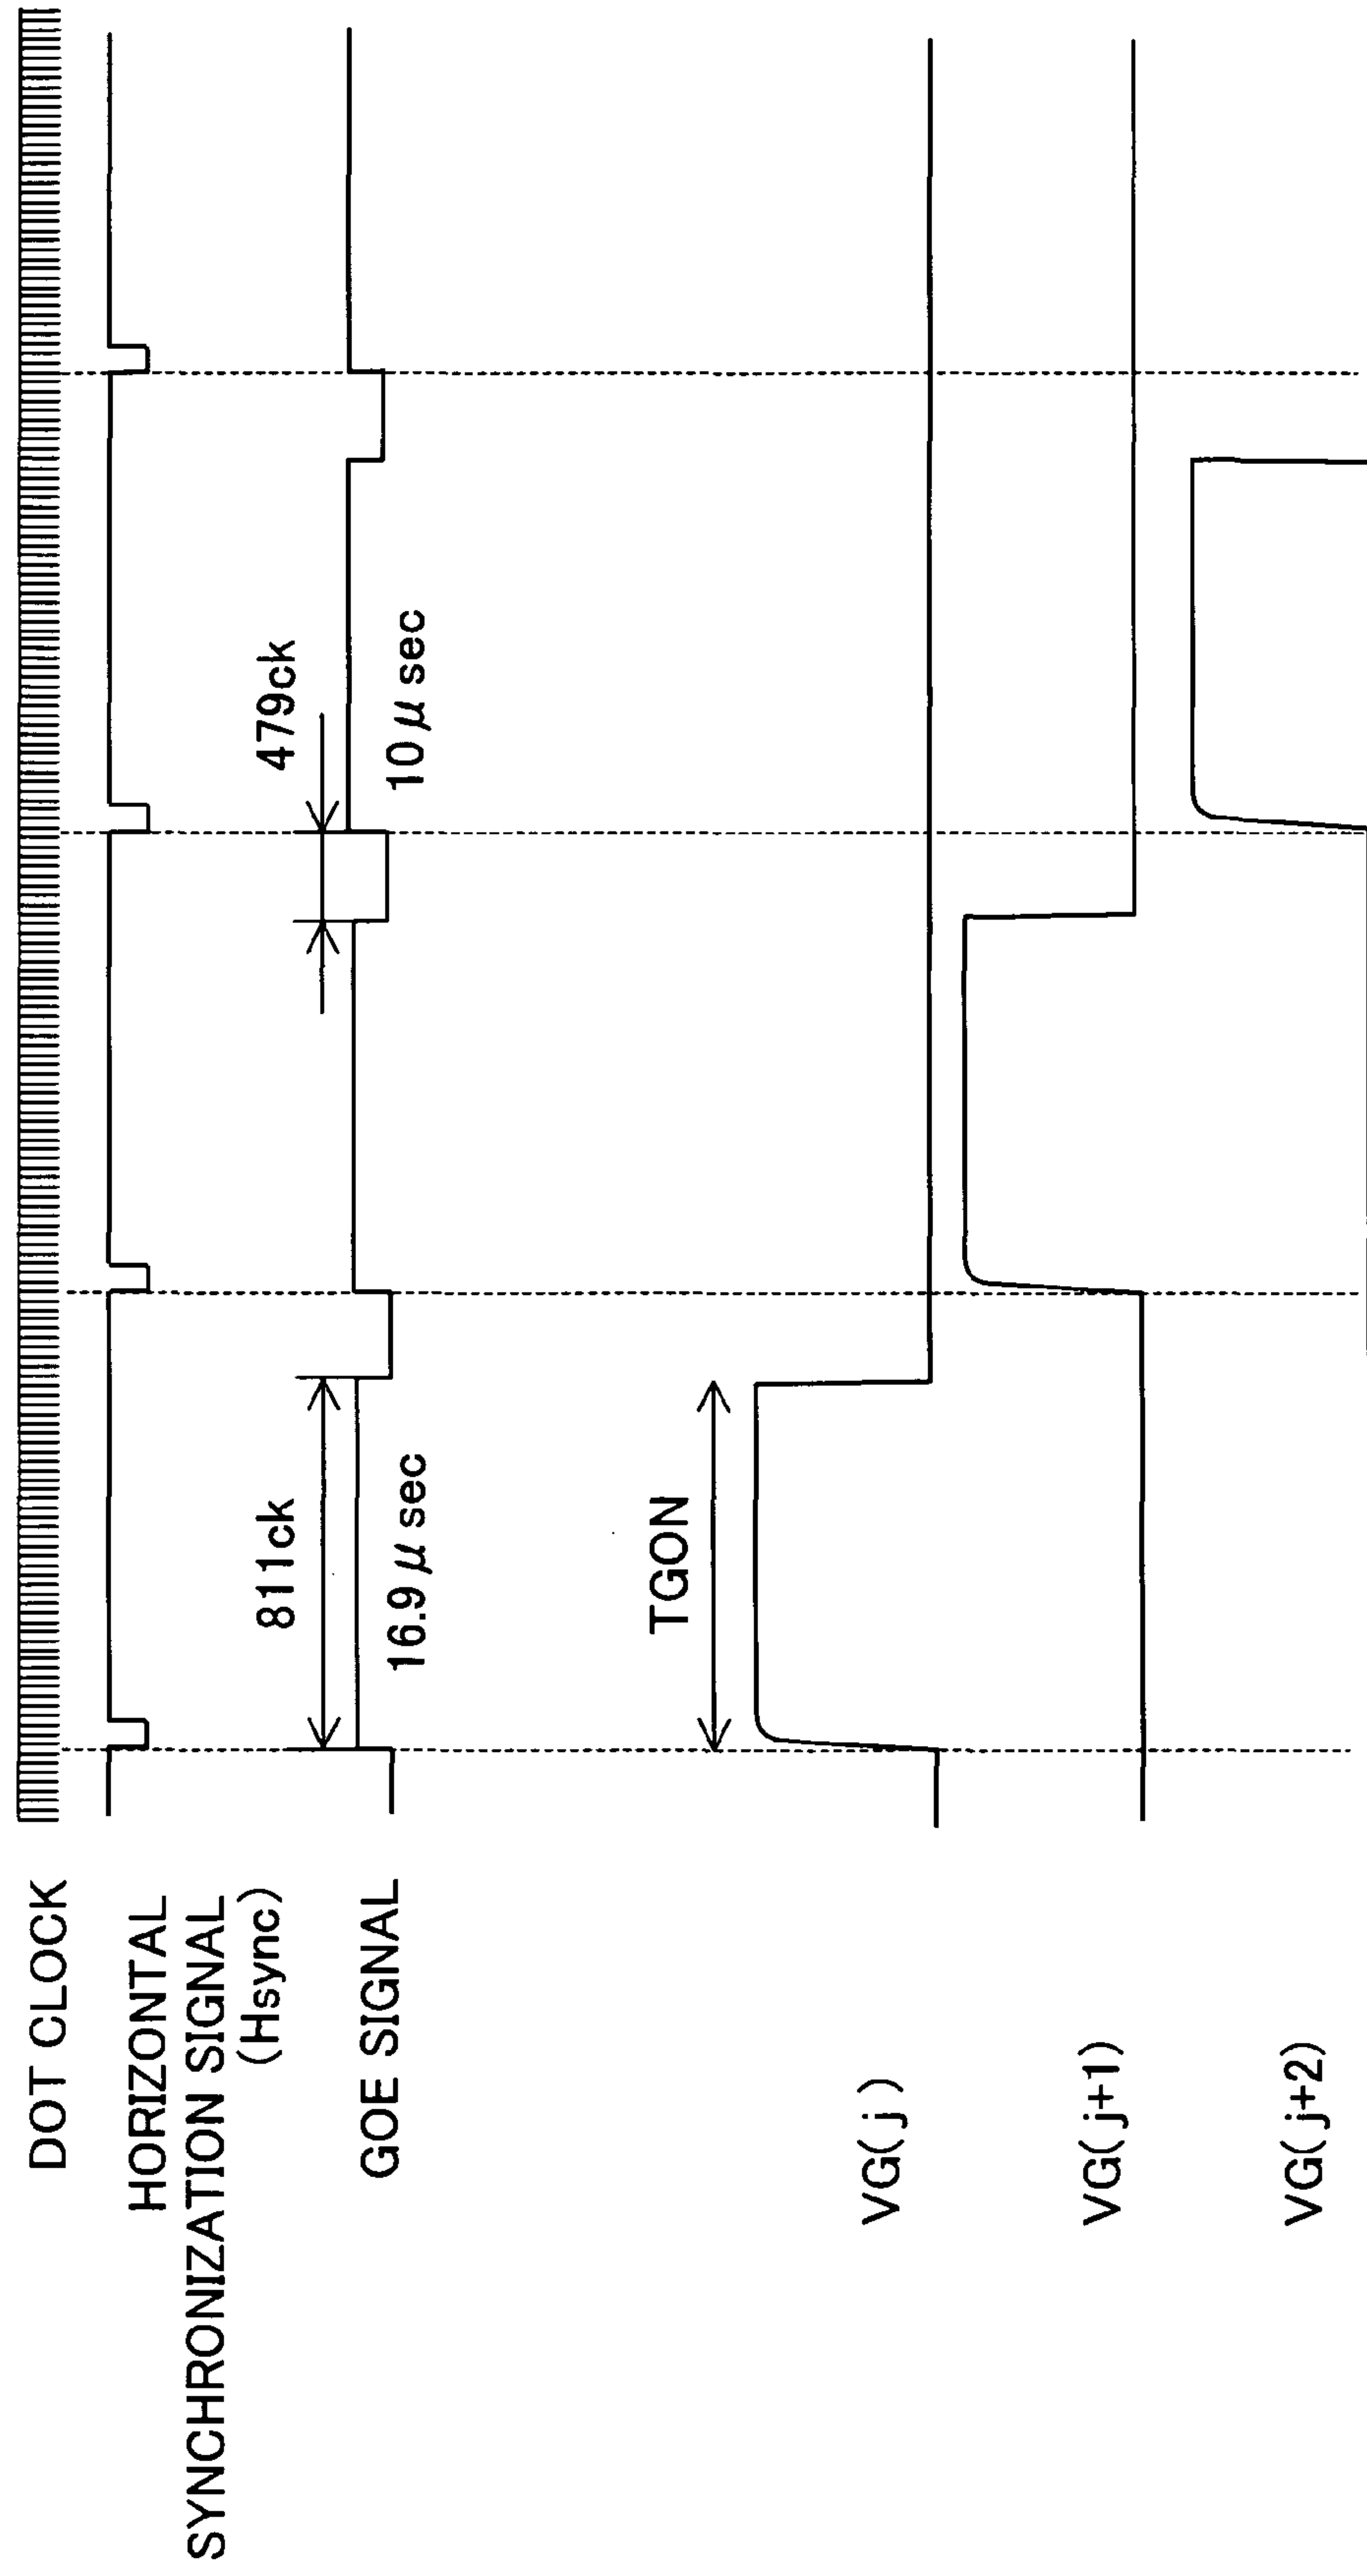 DOT CLOCK
HORIZONTAL
SYNCHRONIZATION SIGNAL
(Hsync)
811ck
479ck
GOE SIGNAL
16.9 μ sec
10 μ sec
TGON
VG( j )
VG( j+1)
VG( j+2)